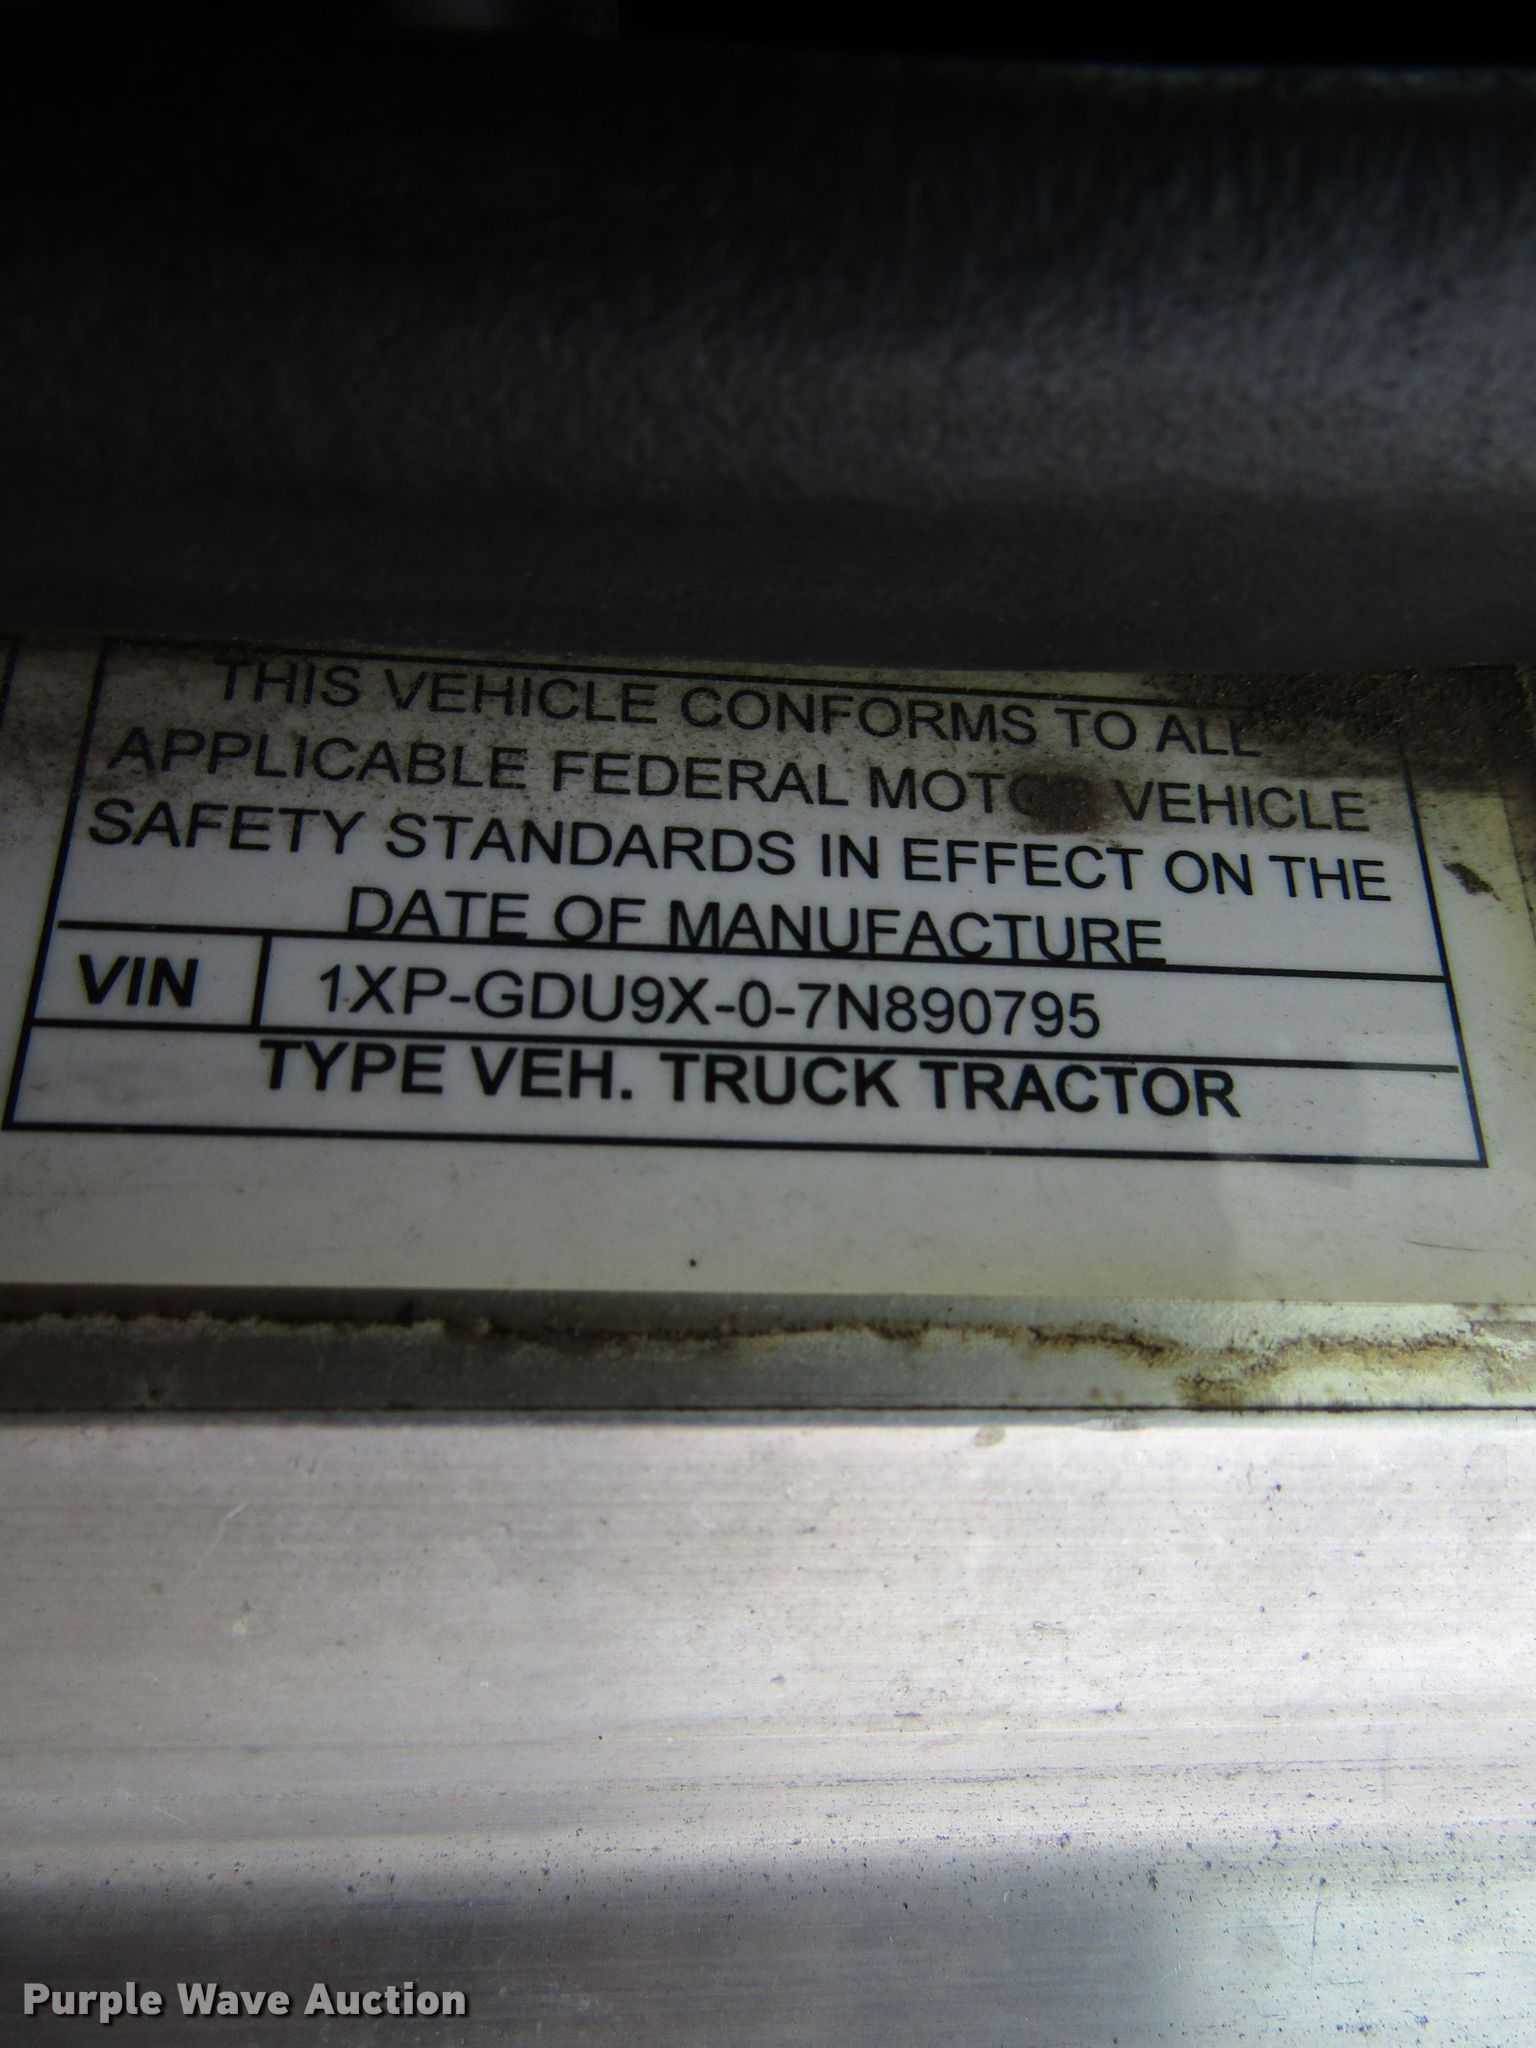 THIS VEHICLE CONFORMS TO ALL
APPLICABLE FEDERAL MOTOR VEHICLE
SAFETY STANDARDS IN EFFECT ON THE
DATE OF MANUFACTURE
VIN 1XP-GDU9X-0-7N890795
TYPE VEH. TRUCK TRACTOR
Purple Wave Auction